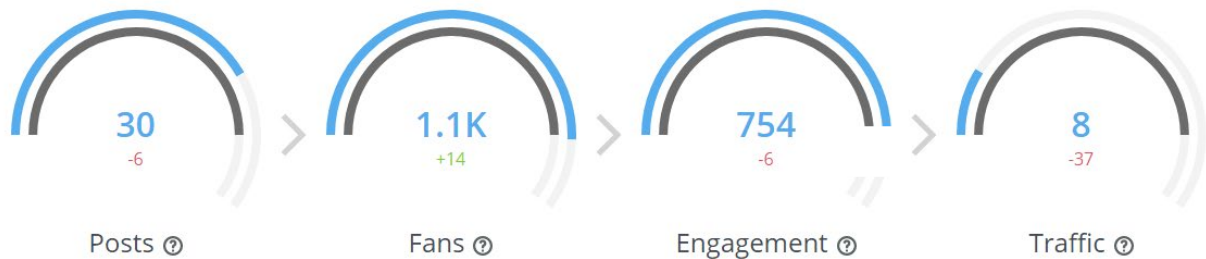 30
-6
Posts ?
1.1K
+14
Fans ?
754
-6
Engagement ?
8
-37
Traffic ?